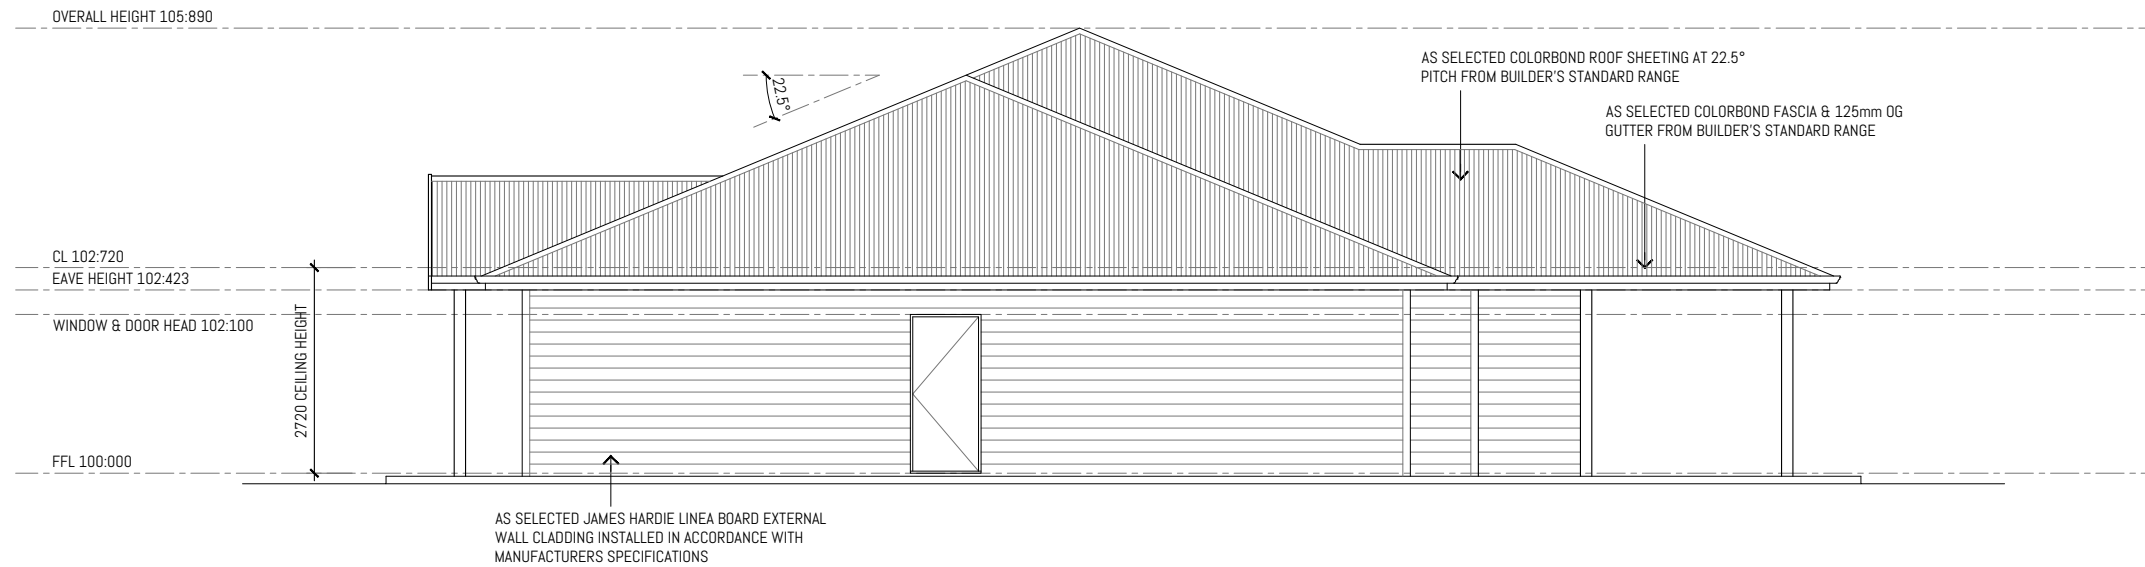 OVERALL HEIGHT 105:890
22.5°
AS SELECTED COLORBOND ROOF SHEETING AT 22.5°
PITCH FROM BUILDER'S STANDARD RANGE
AS SELECTED COLORBOND FASCIA & 125mm OG
GUTTER FROM BUILDER'S STANDARD RANGE
CL 102:720
EAVE HEIGHT 102:423
WINDOW & DOOR HEAD 102:100
2720 CEILING HEIGHT
FFL 100:000
AS SELECTED JAMES HARDIE LINEA BOARD EXTERNAL
WALL CLADDING INSTALLED IN ACCORDANCE WITH
MANUFACTURERS SPECIFICATIONS